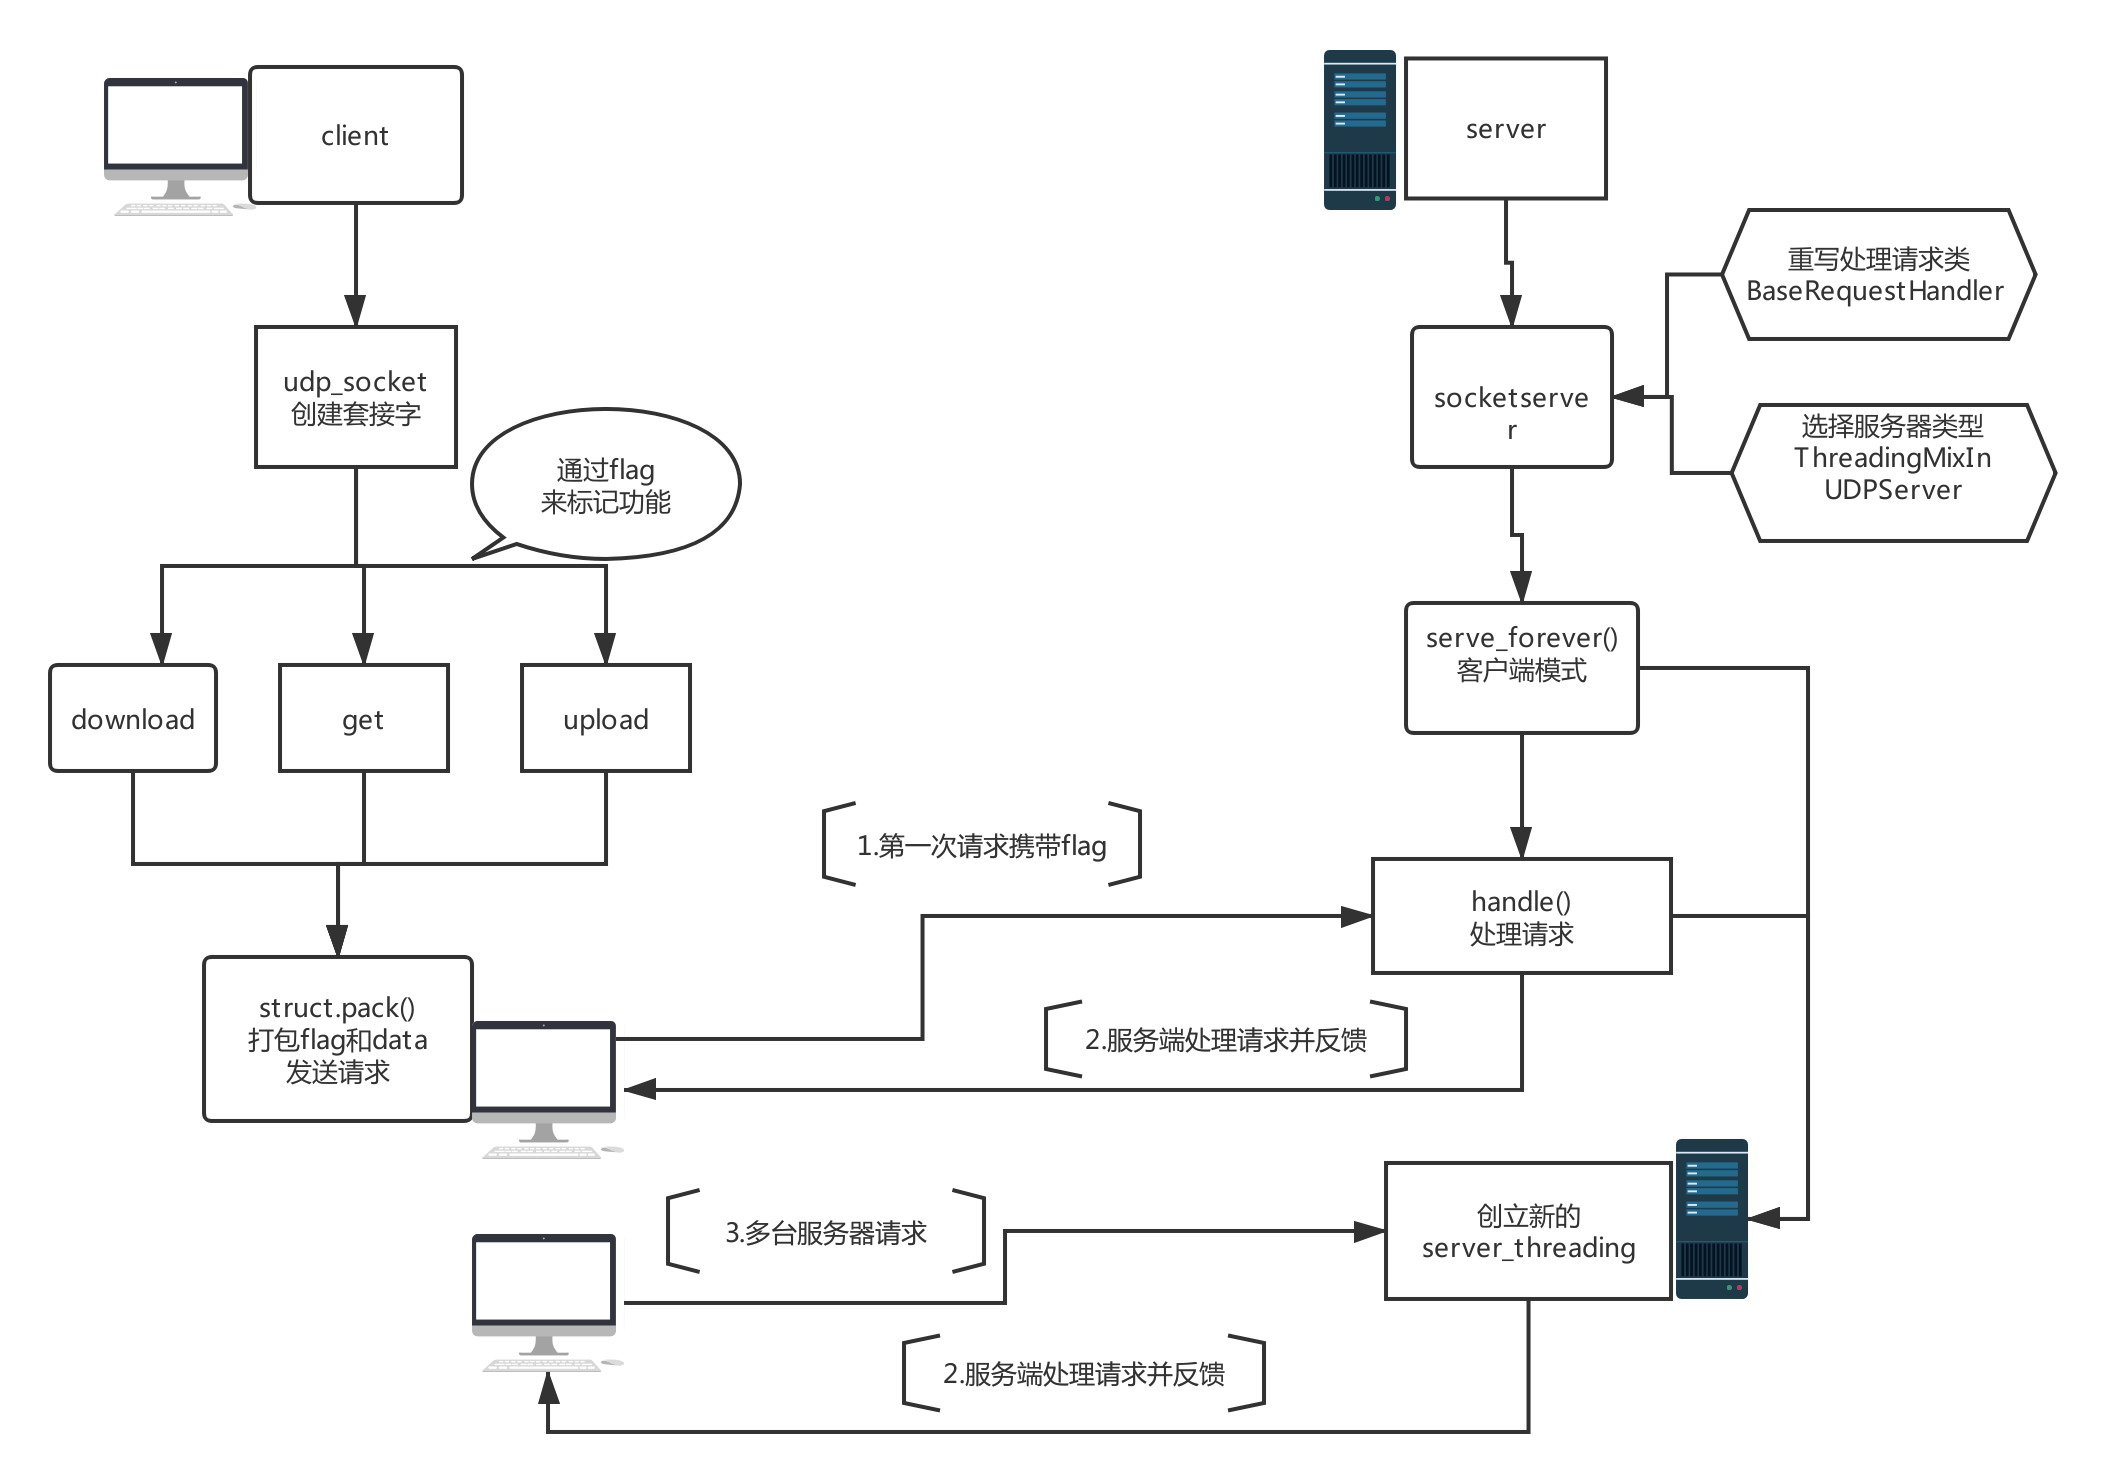 client
server
重写处理请求类
BaseRequestHandler
udp_socket
创建套接字
socketserve
r
选择服务器类型
ThreadingMixIn
UDPServer
通过flag
来标记功能
serve_forever()
客户端模式
download
get
upload
1.第一次请求携带flag
handle()
处理请求
struct.pack()
打包flag和data
发送请求
2.服务端处理请求并反馈
3.多台服务器请求
创立新的
server_threading
2.服务端处理请求并反馈